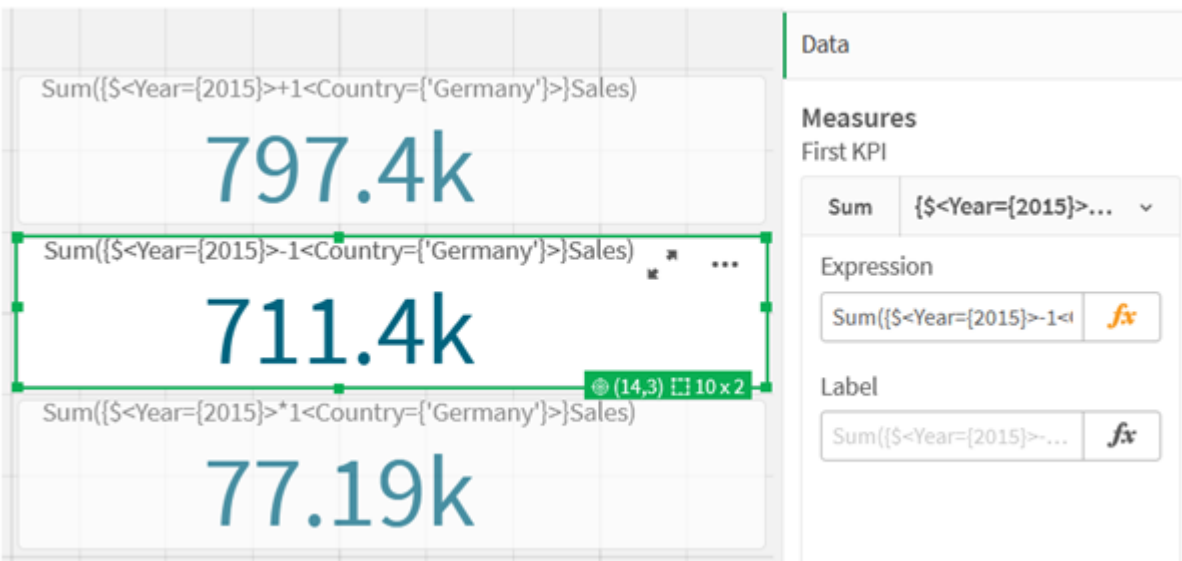 Sum({$<Year={2015}>+1<Country={'Germany'}>}Sales)
797.4k
Sum({$<Year={2015}>-1<Country={'Germany'}>}Sales)
711.4k
(14,3) 10 x 2
Sum({$<Year={2015}>*1<Country={'Germany'}>}Sales)
77.19k
Data
Measures
First KPI
Sum {$<Year={2015}>...
Expression
Sum({$<Year={2015}>-1<
fx
Label
Sum({$<Year={2015}>-...
fx